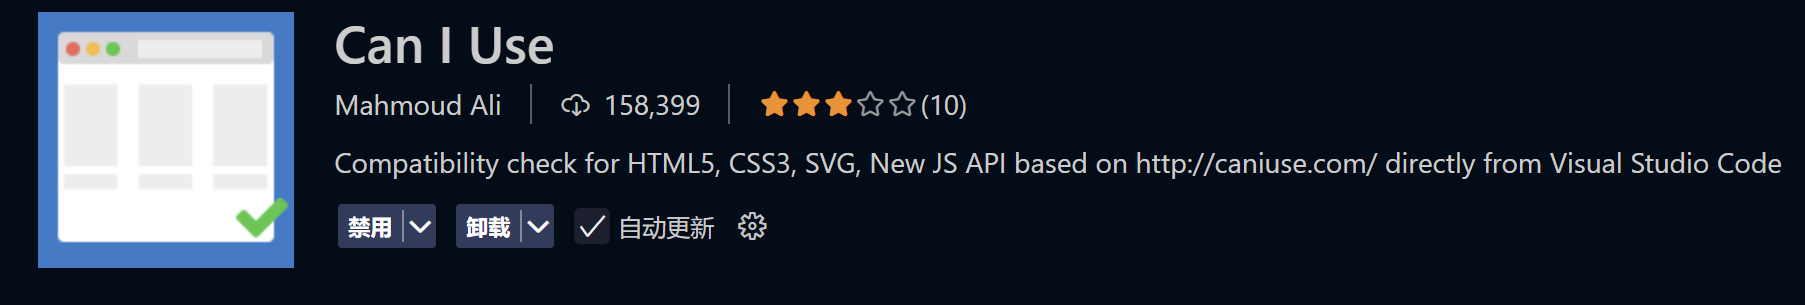 Can I Use
Mahmoud Ali 158,399 (10)
Compatibility check for HTML5, CSS3, SVG, New JS API based on http://caniuse.com/ directly from Visual Studio Code
禁用 卸载 自动更新